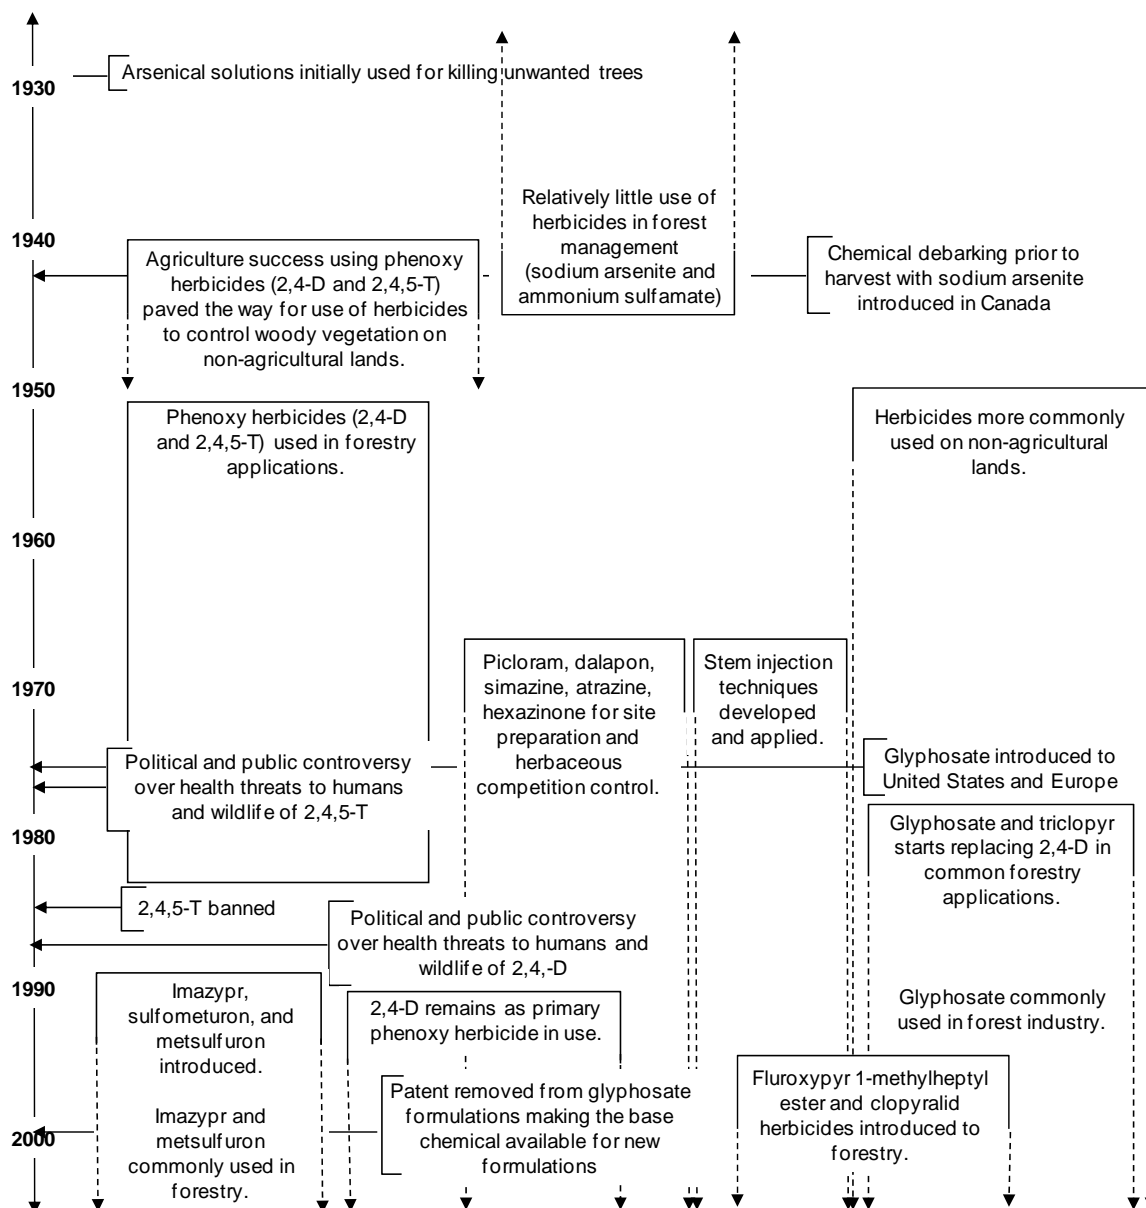 Arsenical solutions initially used for killing unwanted trees
1930
Relatively little use of
herbicides in forest
management
(sodium arsenite and
ammonium sulfamate)
1940
Agriculture success using phenoxy
herbicides (2,4-D and 2,4,5-T)
paved the way for use of herbicides
to control woody vegetation on
non-agricultural lands.
Chemical debarking prior to
harvest with sodium arsenite
introduced in Canada
1950
Phenoxy herbicides (2,4-D
and 2,4,5-T) used in forestry
applications.
Herbicides more commonly
used on non-agricultural
lands.
1960
Picloram, dalapon,
simazine, atrazine,
hexazinone for site
preparation and
herbaceous
competition control.
Stem injection
techniques
developed
and applied.
1970
Political and public controversy
over health threats to humans
and wildlife of 2,4,5-T
Glyphosate introduced to
United States and Europe
Glyphosate and triclopyr
starts replacing 2,4-D in
common forestry
applications.
1980
2,4,5-T banned
Political and public controversy
over health threats to humans and
wildlife of 2,4,-D
1990
Imazypr,
sulfometuron, and
metsulfuron
introduced.
2,4-D remains as primary
phenoxy herbicide in use.
Glyphosate commonly
used in forest industry.
Patent removed from glyphosate
formulations making the base
chemical available for new
formulations
Fluroxypyr 1-methylheptyl
ester and clopyralid
herbicides introduced to
forestry.
2000
Imazypr and
metsulfuron
commonly used in
forestry.